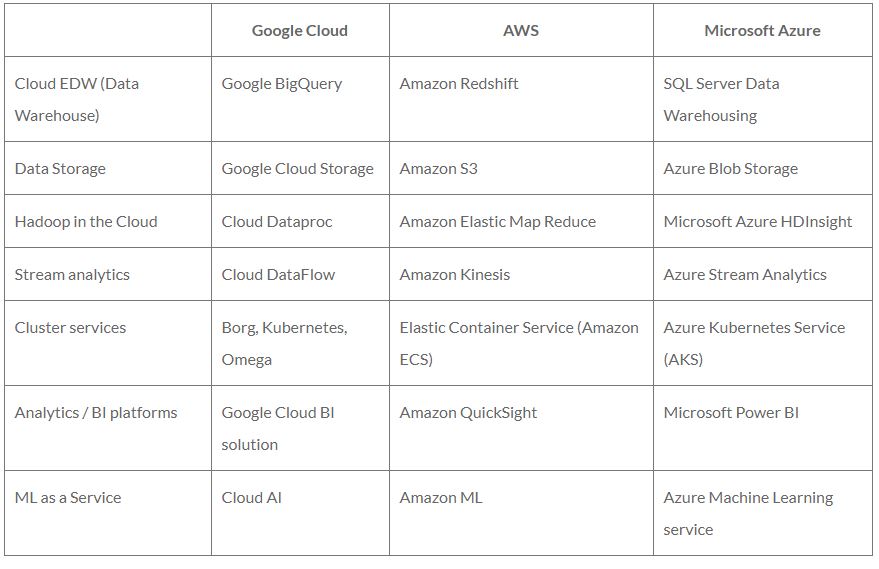 Google Cloud AWS Microsoft Azure
Cloud EDW (Data Google BigQuery Amazon Redshift SQL Server Data
Warehouse) Warehousing
Data Storage Google Cloud Storage Amazon S3 Azure Blob Storage
Hadoop in the Cloud Cloud Dataproc Amazon Elastic Map Reduce Microsoft Azure HDInsight
Stream analytics Cloud DataFlow Amazon Kinesis Azure Stream Analytics
Cluster services Borg, Kubernetes, Elastic Container Service (Amazon Azure Kubernetes Service
Omega ECS) (AKS)
Analytics / BI platforms Google Cloud BI Amazon QuickSight Microsoft Power BI
solution
ML as a Service Cloud AI Amazon ML Azure Machine Learning
service